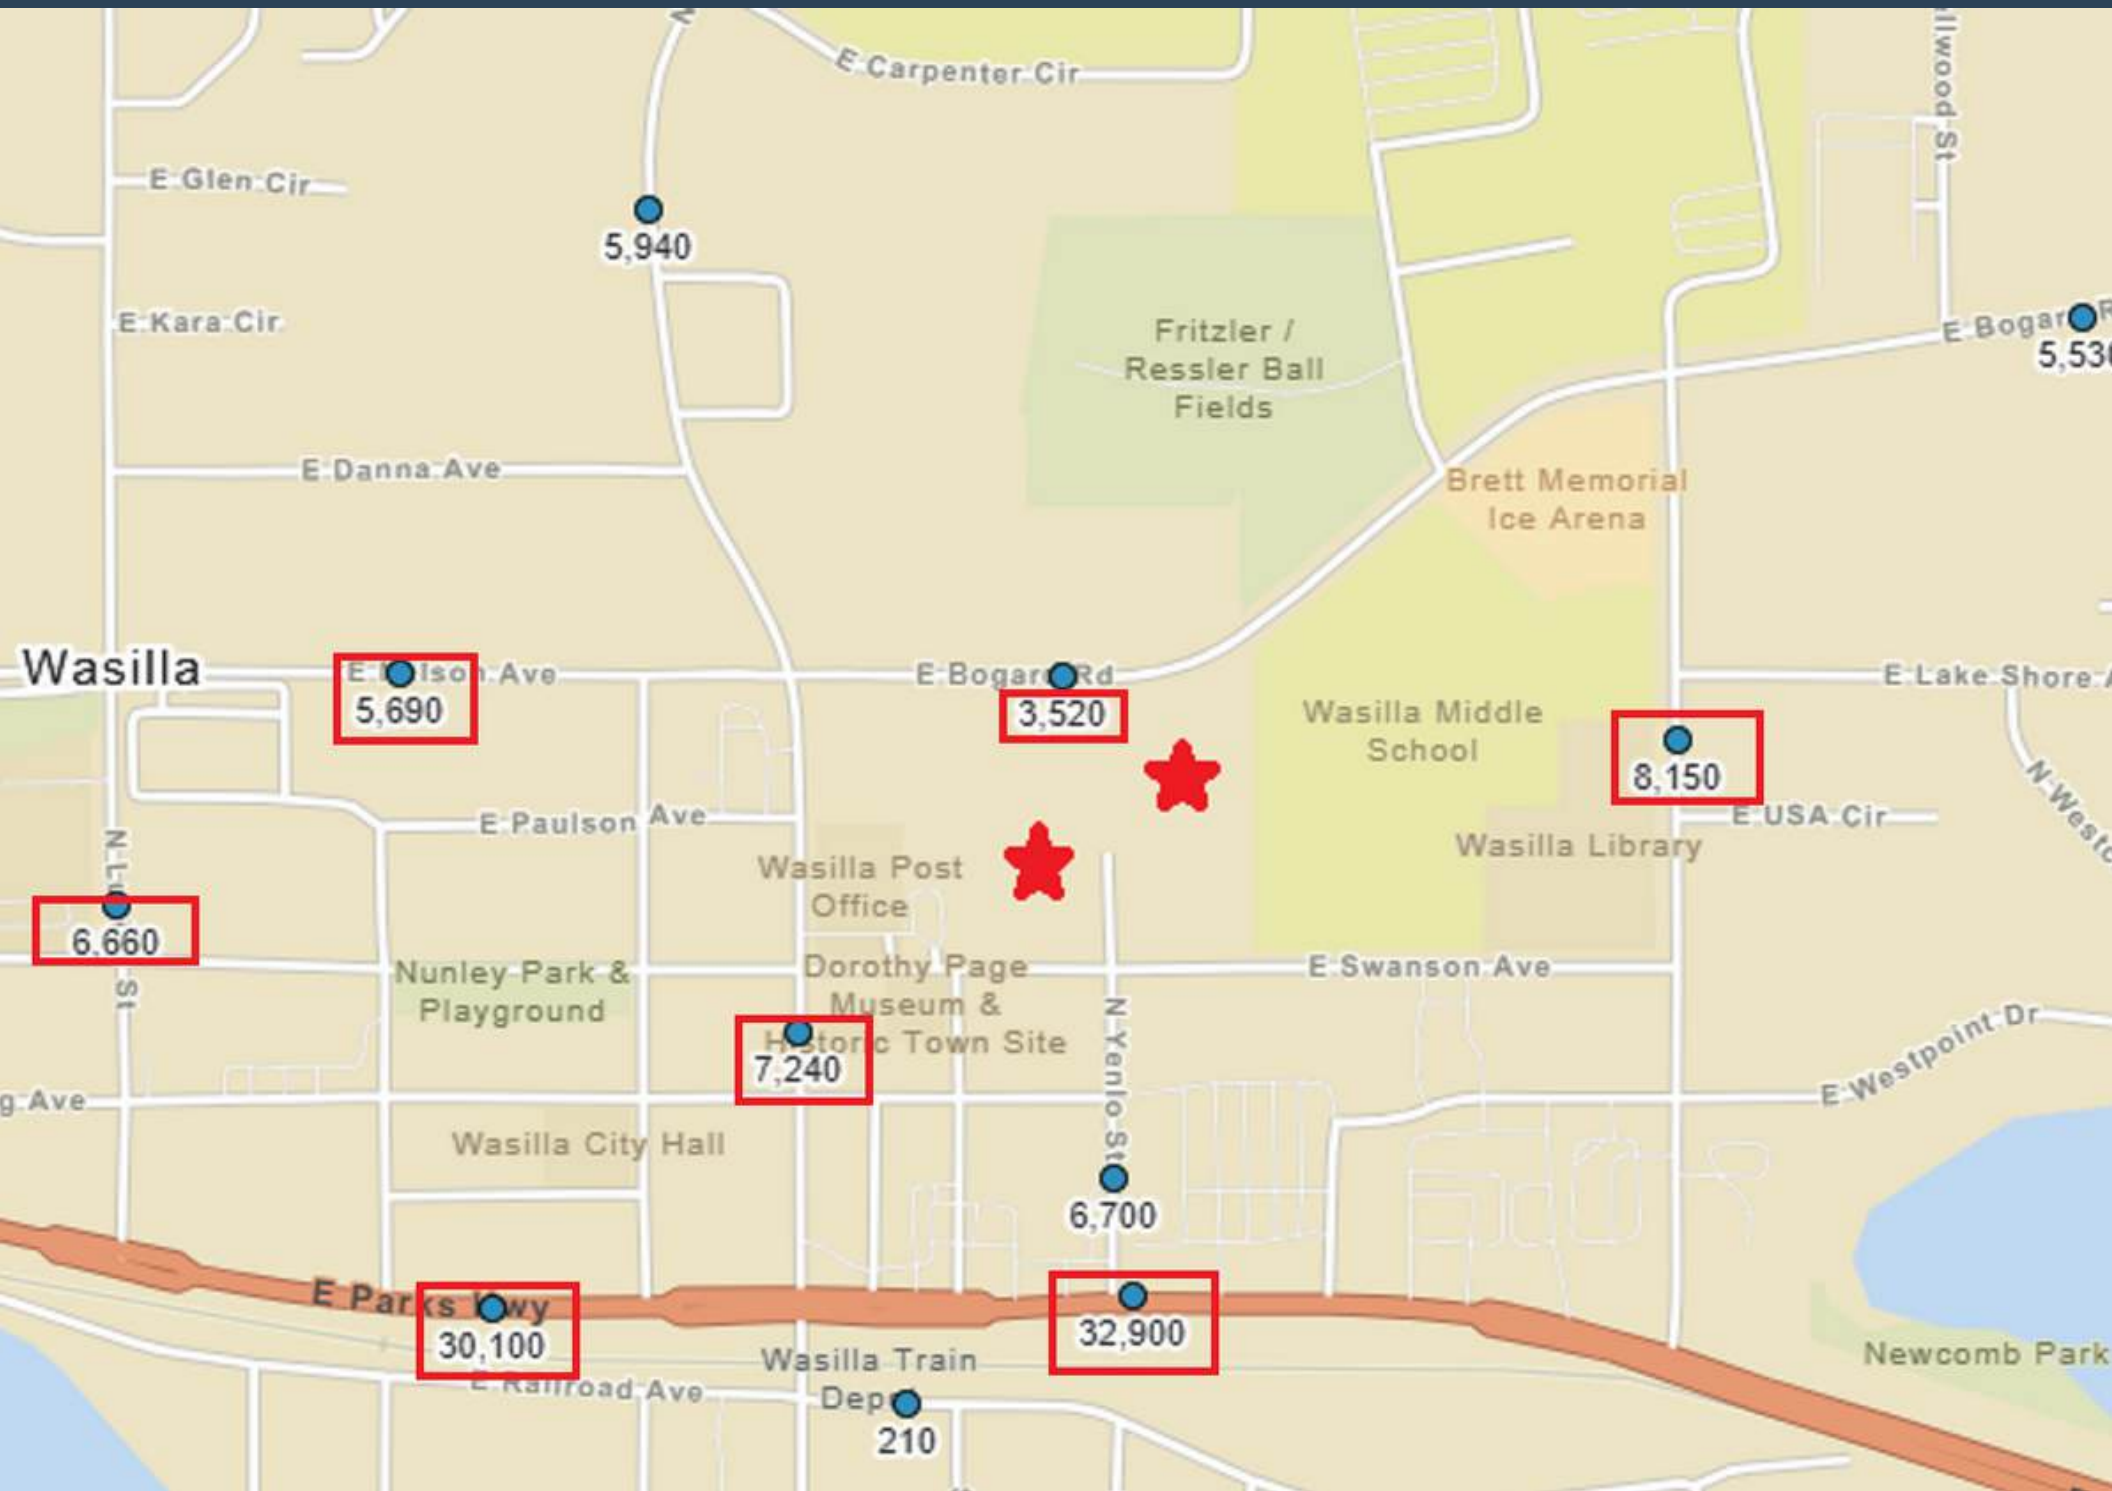 E Carpenter Cir
E Glen Cir
5,940
E Kara Cir
Fritzler /
Ressler Ball
Fields
E Danna Ave
Brett Memorial
Ice Arena
Wasilla
Ave
5,690
E
Rd
3,520
E Lake Shore
Wasilla Middle
School
8,150
E USA Cir
E Paulson Ave
Wasilla Post
Office
Wasilla Library
6,660
St
Nunley Park &
Playground
Dorothy Page
Museum &
Town Site
E Swanson Ave
7,240
N Yenlo St
E Westpoint Dr
Ave
Wasilla City Hall
6,700
E Parks
30,100
32,900
E Railroad Ave
Wasilla Train
210
Newcomb Park